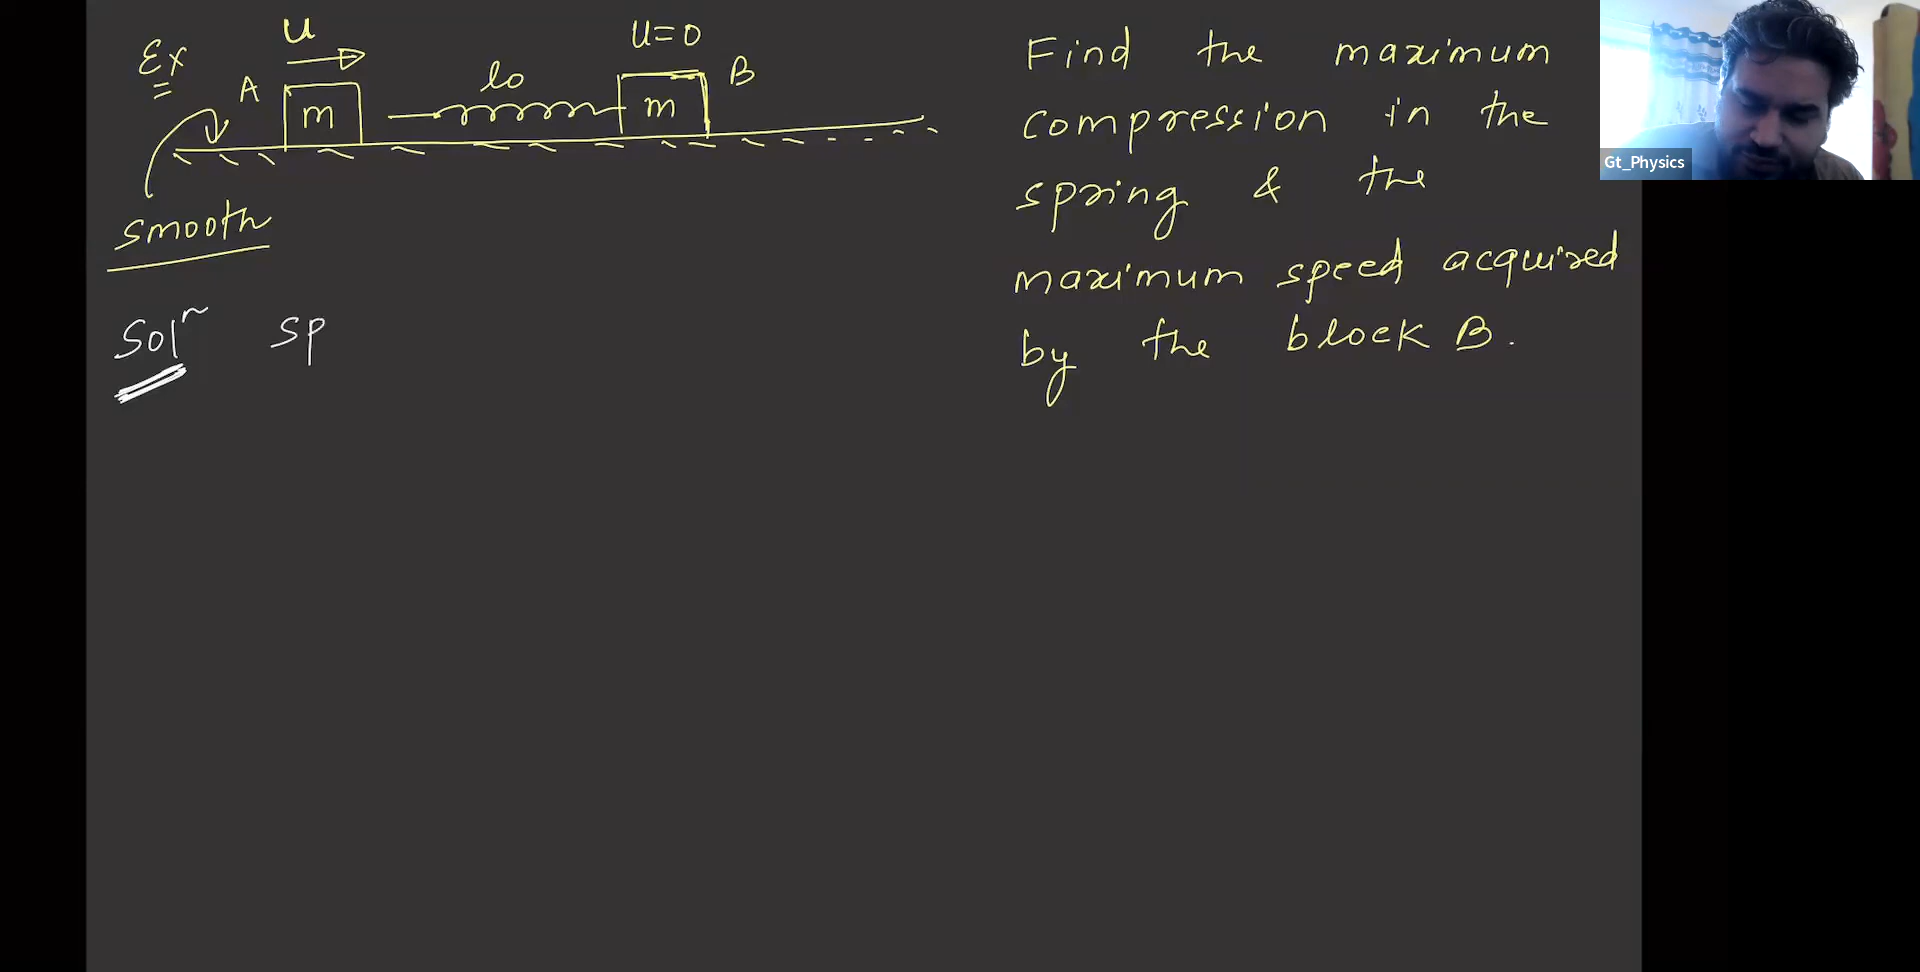 Ex
u
A
m
lo
u=0
m
B
smooth
Find the maximum
compression in the
spring & the
maximum speed acquired
by the block B.
Solⁿ sp
Gt_Physics